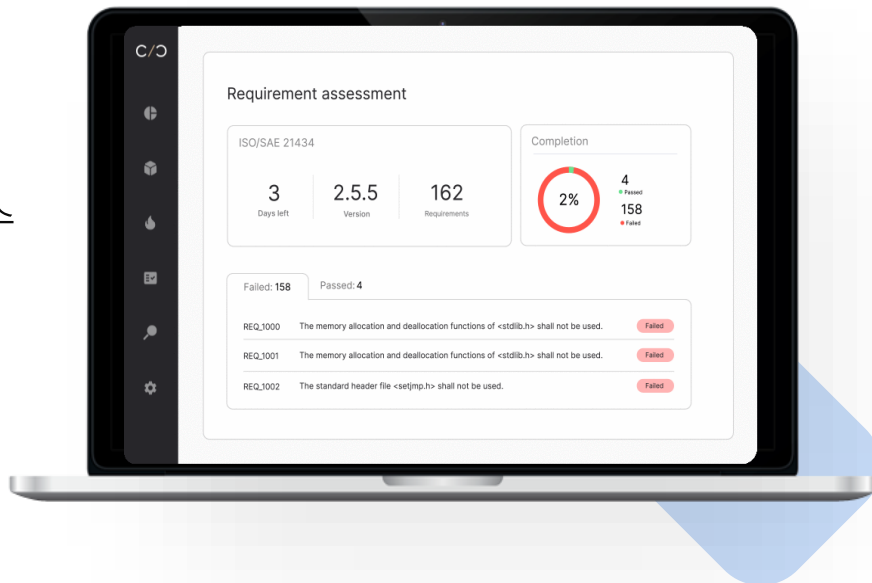 C/Ɔ
Requirement assessment
ISO/SAE 21434
3
Days left
2.5.5
Version
162
Requirements
Completion
2%
4
Passed
158
Failed
Failed: 158
Passed: 4
REQ_1000 The memory allocation and deallocation functions of <stdlib.h> shall not be used. Failed
REQ_1001 The memory allocation and deallocation functions of <stdlib.h> shall not be used. Failed
REQ_1002 The standard header file <setjmp.h> shall not be used. Failed